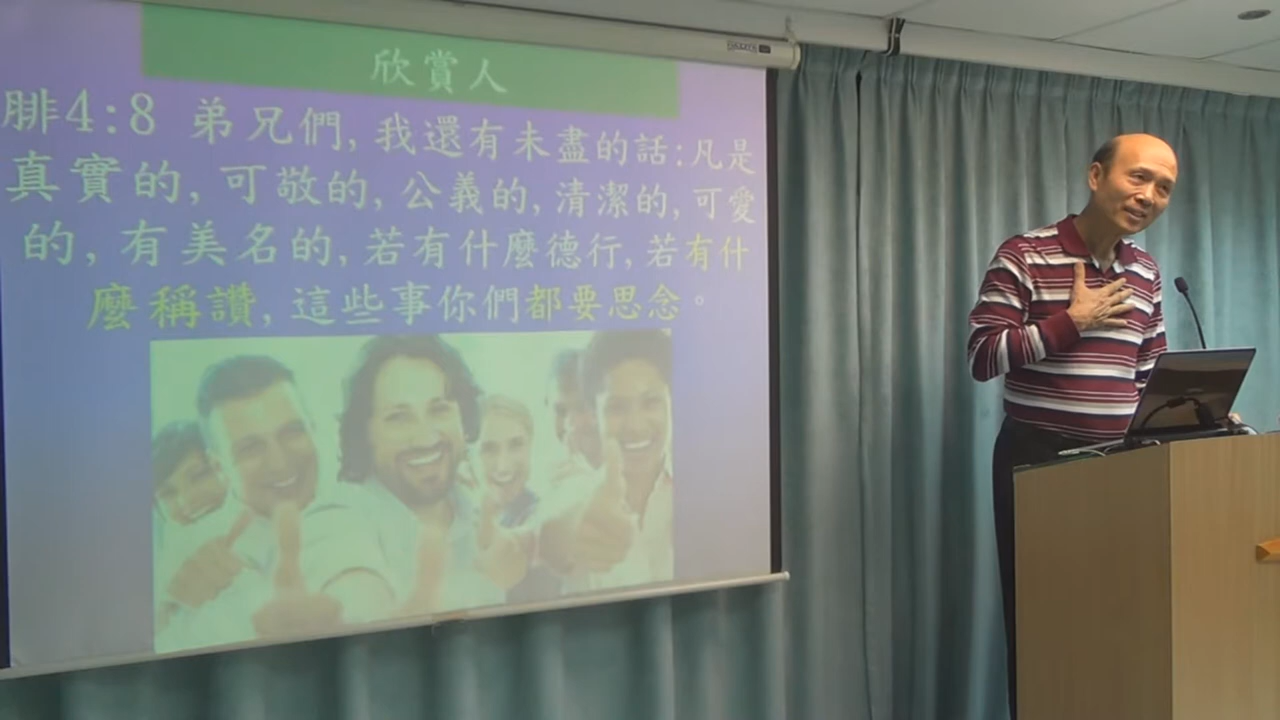 欣賞人
腓4:8 弟兄們,我還有未盡的話:凡是
真實的,可敬的,公義的,清潔的,可愛
的,有美名的,若有什麼德行,若有什
麼稱讚,這些事你們都要思念。